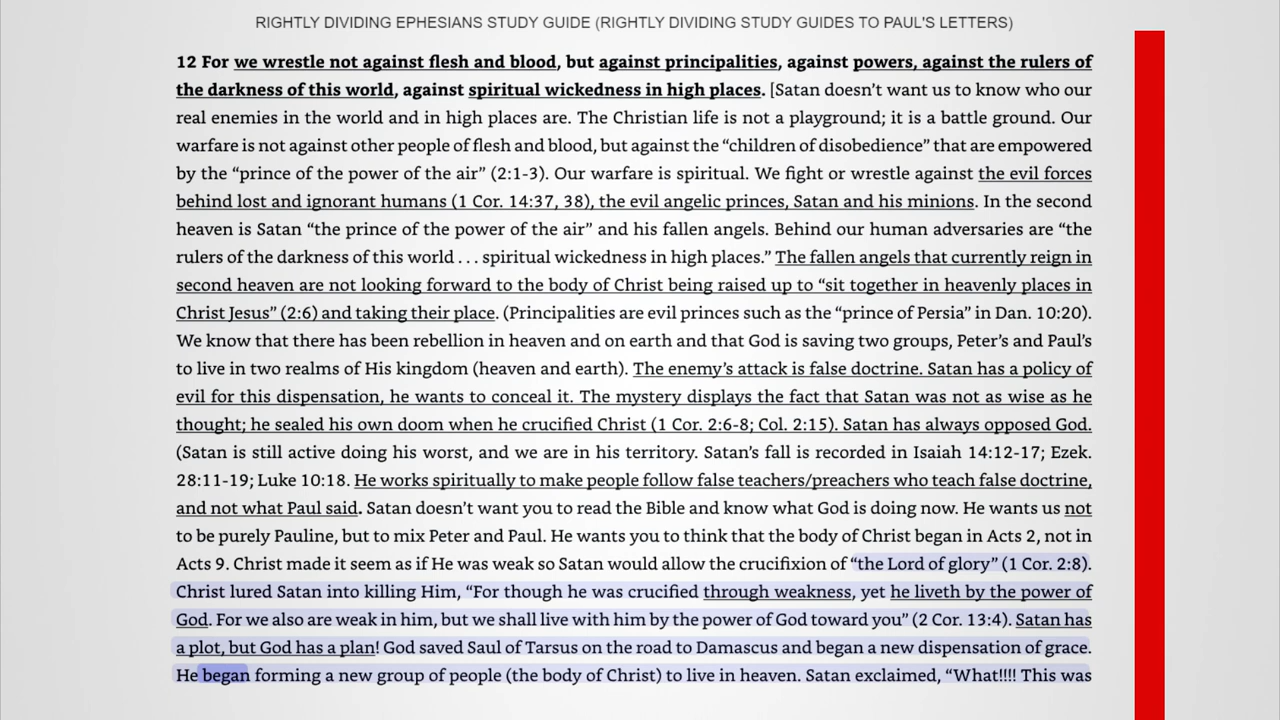 RIGHTLY DIVIDING EPHESIANS STUDY GUIDE (RIGHTLY DIVIDING STUDY GUIDES TO PAUL'S LETTERS)
12 For we wrestle not against flesh and blood, but against principalities, against powers, against the rulers of
the darkness of this world, against spiritual wickedness in high places. [Satan doesn’t want us to know who our
real enemies in the world and in high places are. The Christian life is not a playground; it is a battle ground. Our
warfare is not against other people of flesh and blood, but against the “children of disobedience” that are empowered
by the “prince of the power of the air” (2:1-3). Our warfare is spiritual. We fight or wrestle against the evil forces
behind lost and ignorant humans (1 Cor. 14:37, 38), the evil angelic princes, Satan and his minions. In the second
heaven is Satan “the prince of the power of the air” and his fallen angels. Behind our human adversaries are “the
rulers of the darkness of this world . . . spiritual wickedness in high places.” The fallen angels that currently reign in
second heaven are not looking forward to the body of Christ being raised up to “sit together in heavenly places in
Christ Jesus” (2:6) and taking their place. (Principalities are evil princes such as the “prince of Persia” in Dan. 10:20).
We know that there has been rebellion in heaven and on earth and that God is saving two groups, Peter’s and Paul’s
to live in two realms of His kingdom (heaven and earth). The enemy’s attack is false doctrine. Satan has a policy of
evil for this dispensation, he wants to conceal it. The mystery displays the fact that Satan was not as wise as he
thought; he sealed his own doom when he crucified Christ (1 Cor. 2:6-8; Col. 2:15). Satan has always opposed God.
(Satan is still active doing his worst, and we are in his territory. Satan’s fall is recorded in Isaiah 14:12-17; Ezek.
28:11-19; Luke 10:18. He works spiritually to make people follow false teachers/preachers who teach false doctrine,
and not what Paul said. Satan doesn’t want you to read the Bible and know what God is doing now. He wants us not
to be purely Pauline, but to mix Peter and Paul. He wants you to think that the body of Christ began in Acts 2, not in
Acts 9. Christ made it seem as if He was weak so Satan would allow the crucifixion of “the Lord of glory” (1 Cor. 2:8).
Christ lured Satan into killing Him, “For though he was crucified through weakness, yet he liveth by the power of
God. For we also are weak in him, but we shall live with him by the power of God toward you” (2 Cor. 13:4). Satan has
a plot, but God has a plan! God saved Saul of Tarsus on the road to Damascus and began a new dispensation of grace.
He began forming a new group of people (the body of Christ) to live in heaven. Satan exclaimed, “What!!!! This was